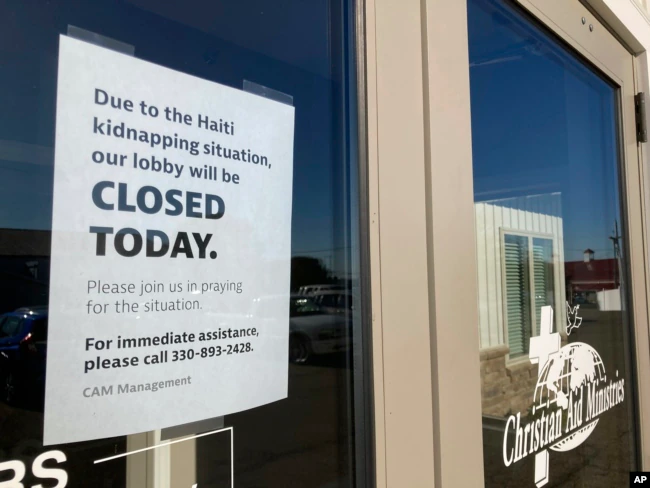 Due to the Haiti
kidnapping situation,
our lobby will be
CLOSED
TODAY.
Please join us in praying
for the situation.
For immediate assistance,
please call 330-893-2428.
CAM Management
Christian Aid Ministries
RS
AP